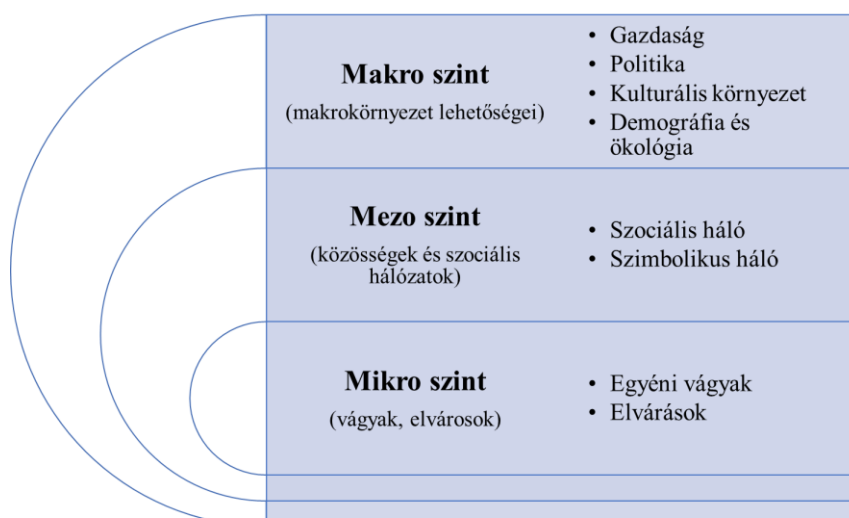 Makro szint
(makrokörnyezet lehetőségei)
• Gazdaság
• Politika
• Kulturális környezet
• Demográfia és
ökológia
Mezo szint
(közösségek és szociális
hálózatok)
• Szociális háló
• Szimbolikus háló
Mikro szint
(vágyak, elvárosok)
• Egyéni vágyak
• Elvárások